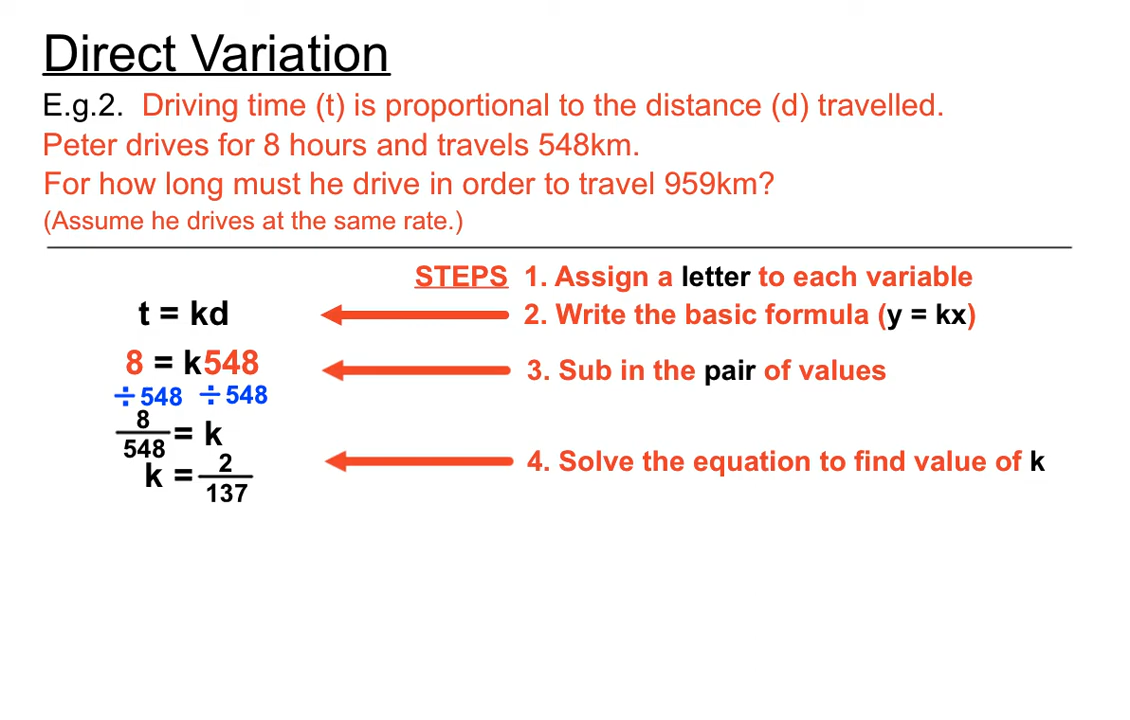 Direct Variation
E.g.2. Driving time (t) is proportional to the distance (d) travelled.
Peter drives for 8 hours and travels 548km.
For how long must he drive in order to travel 959km?
(Assume he drives at the same rate.)
STEPS 1. Assign a letter to each variable
t = kd
2. Write the basic formula (y = kx)
8 = k548
3. Sub in the pair of values
÷548 ÷548
8/548 = k
k = 2/137
4. Solve the equation to find value of k